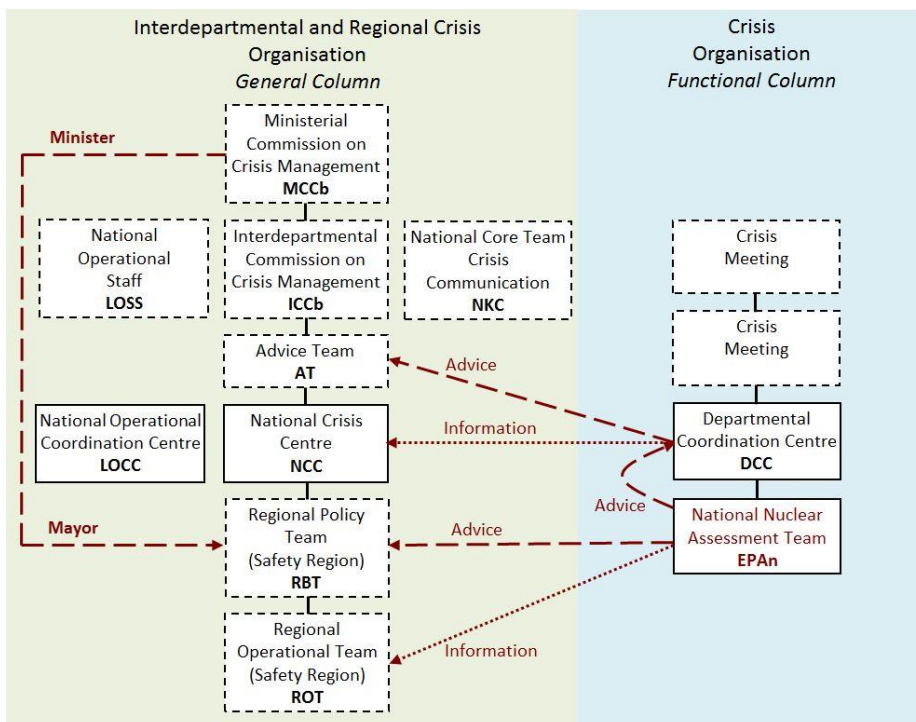 Interdepartmental and Regional Crisis
Organisation
General Column
Crisis
Organisation
Functional Column
Minister
Ministerial
Commission on
Crisis Management
MCCb
National
Operational
Staff
LOSS
Interdepartmental
Commission on
Crisis Management
ICCb
National Core Team
Crisis
Communication
NKC
Crisis
Meeting
Advice Team
AT
Advice
Crisis
Meeting
National Operational
Coordination Centre
LOCC
National Crisis
Centre
NCC
Information
Departmental
Coordination Centre
DCC
Mayor
Regional Policy
Team
(Safety Region)
RBT
Advice
Advice
National Nuclear
Assessment Team
EPAn
Regional
Operational Team
(Safety Region)
ROT
Information